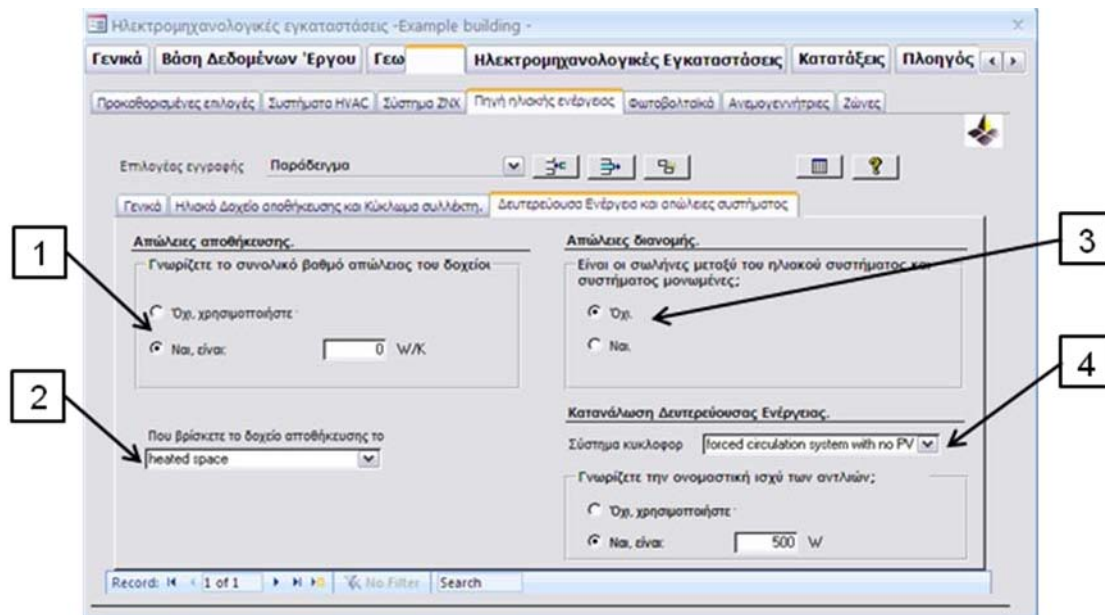 Ηλεκτρομηχανολογικές εγκαταστάσεις -Example building -
Γενικά Βάση Δεδομένων Έργου Γεω Ηλεκτρομηχανολογικές Εγκαταστάσεις Κατατάξεις Πλοηγός
Προκαθορισμένες επιλογές Συστήματα HVAC Σύστημα ΖΝΧ Πηγή ηλιακής ενέργειας Φωτοβολταϊκά Ανεμογεννήτριες Ζώνες
Επιλογέας εγγραφής Παράδειγμα
Γενικά Ηλιακό Δοχείο αποθήκευσης και Κύκλωμα συλλέκτη. Δευτερεύουσα Ενέργεια και απώλειες συστήματος
1
Απώλειες αποθήκευσης.
Γνωρίζετε το συνολικό βαθμό απώλειας του δοχείοι
Όχι, χρησιμοποιήστε
Ναι, είναι: 0 W/K
2
Που βρίσκετε το δοχείο αποθήκευσης το
heated space
Απώλειες διανομής.
3
Είναι οι σωλήνες μεταξύ του ηλιακού συστήματος και
συστήματος μονωμένες;
Όχι.
Ναι.
4
Κατανάλωση Δευτερεύουσας Ενέργειας.
Σύστημα κυκλοφορ forced circulation system with no PV
Γνωρίζετε την ονομαστική ισχύ των αντλιών;
Όχι, χρησιμοποιήστε
Ναι, είναι: 500 W
Record: 1 of 1 No Filter Search